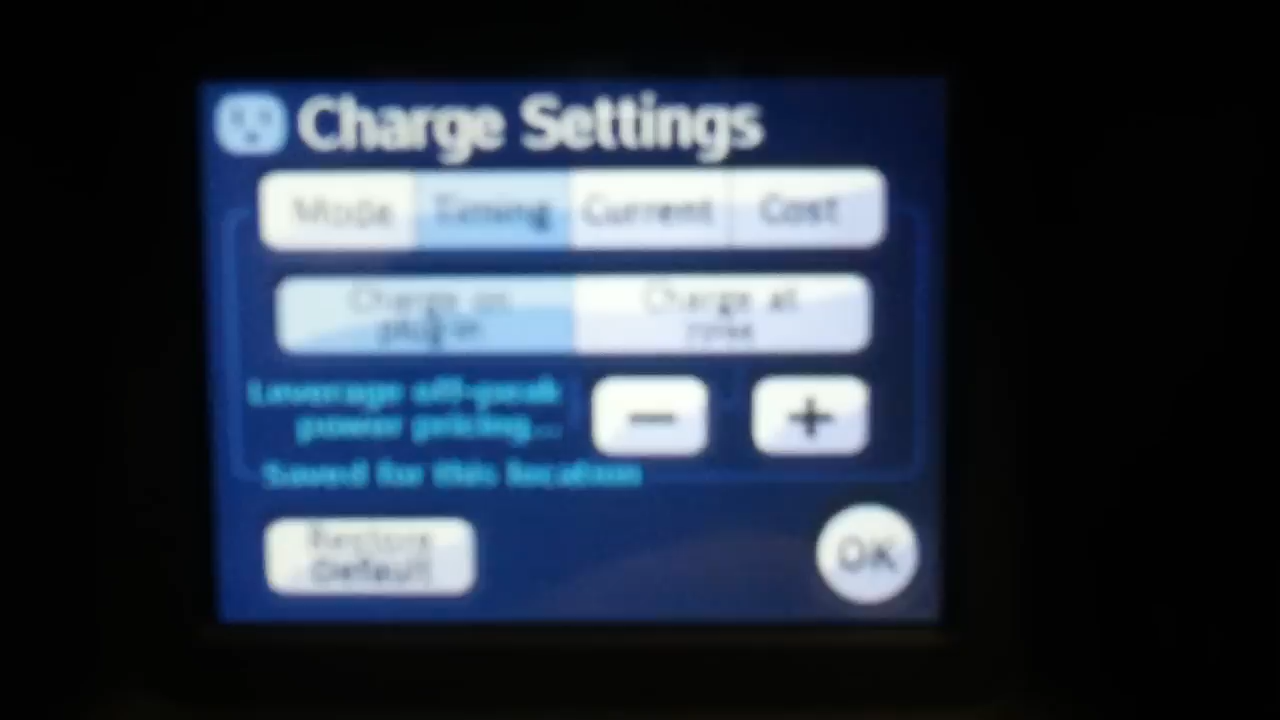 Charge Settings
Mode Timing Current Cost
Charge on Charge at
plug-in time
Leverage off-peak
power pricing...
Saved for this location
Restore
Default
OK